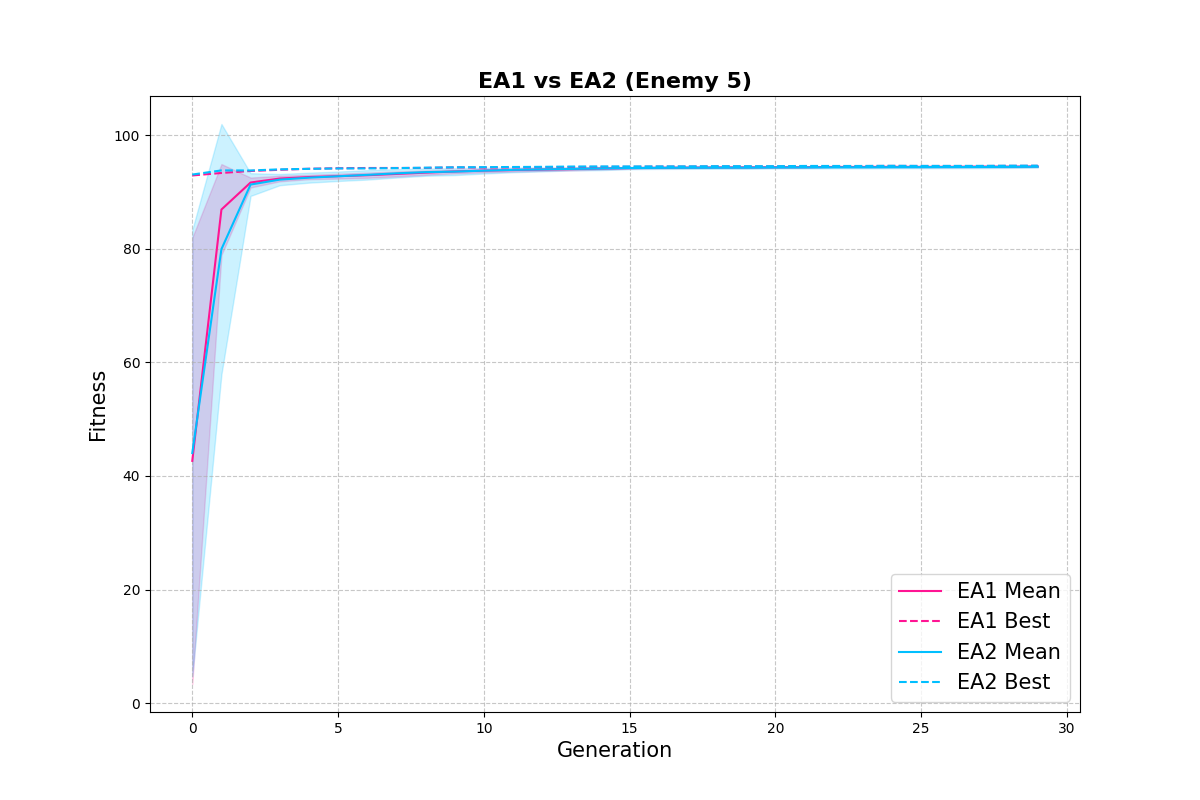 EA1 vs EA2 (Enemy 5)
Fitness
100
80
60
40
20
0
0 5 10 15 20 25 30
Generation
EA1 Mean
EA1 Best
EA2 Mean
EA2 Best